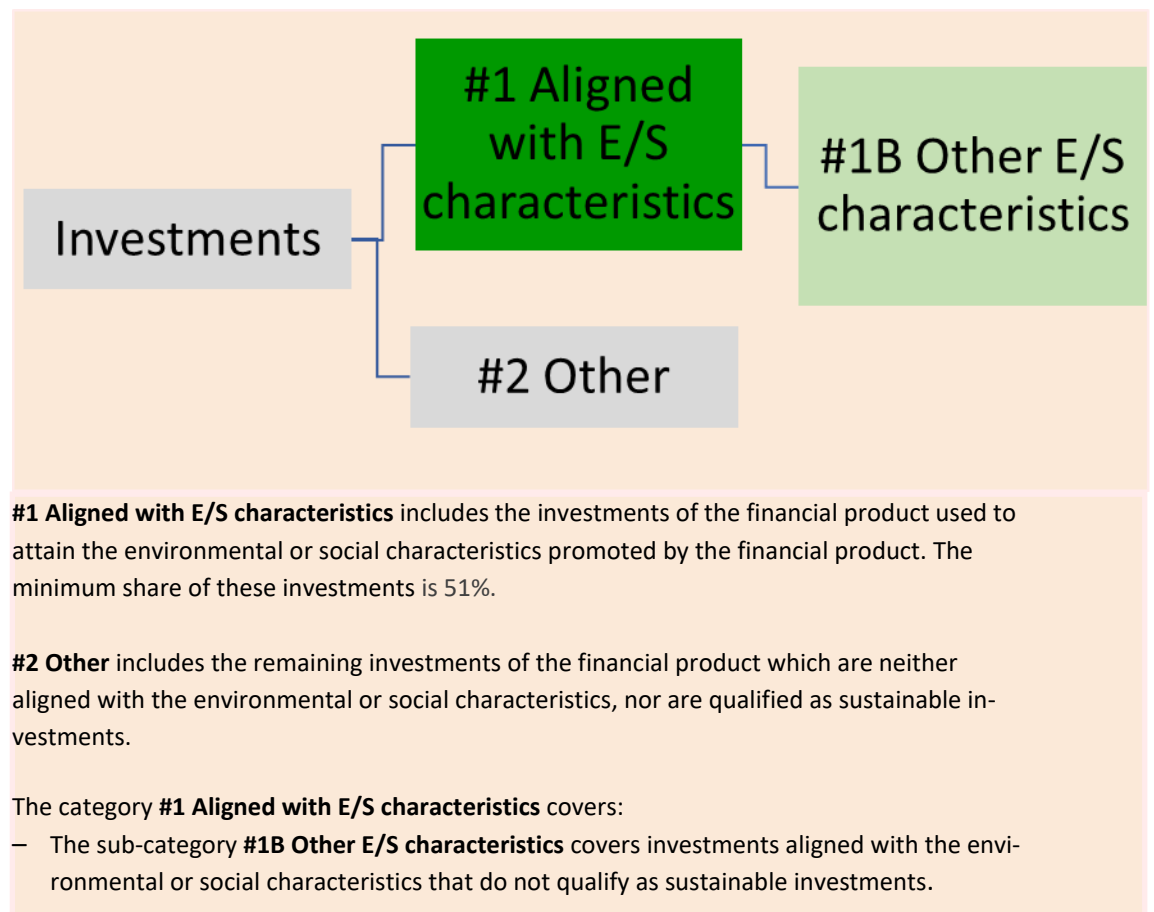 #1 Aligned
with E/S
characteristics
#1B Other E/S
characteristics
Investments
#2 Other
#1 Aligned with E/S characteristics includes the investments of the financial product used to
attain the environmental or social characteristics promoted by the financial product. The
minimum share of these investments is 51%.
#2 Other includes the remaining investments of the financial product which are neither
aligned with the environmental or social characteristics, nor are qualified as sustainable in-
vestments.
The category #1 Aligned with E/S characteristics covers:
– The sub-category #1B Other E/S characteristics covers investments aligned with the envi-
ronmental or social characteristics that do not qualify as sustainable investments.